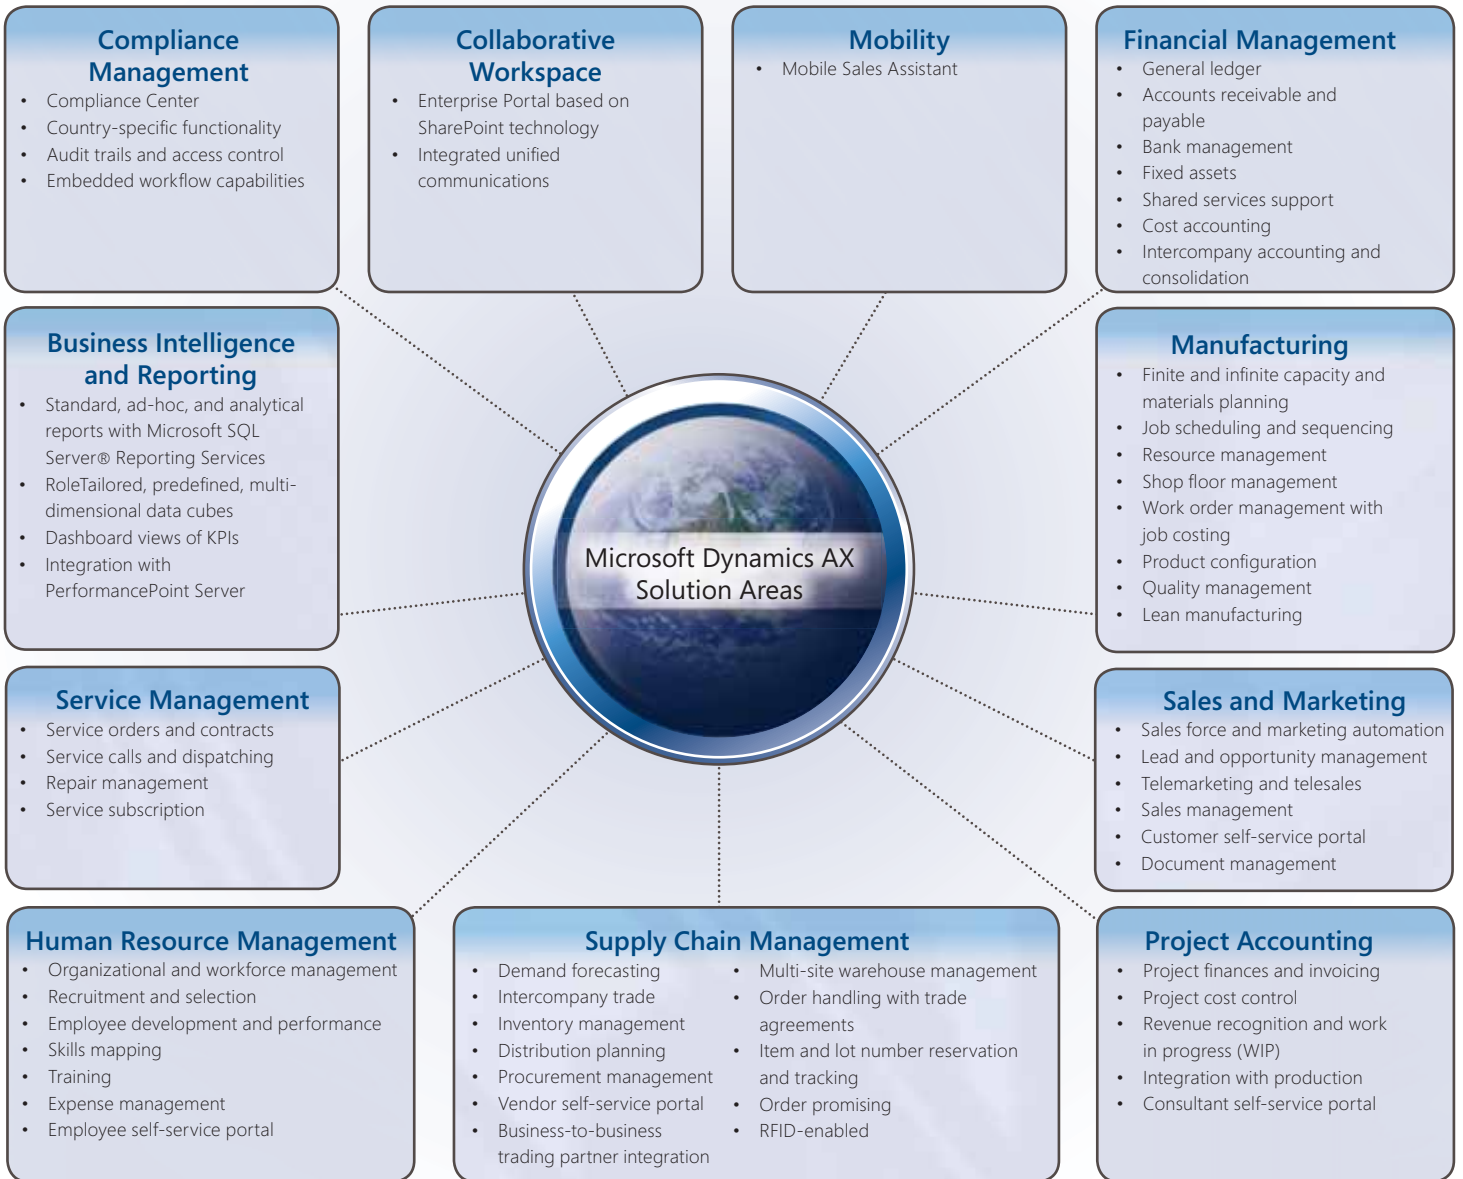 Compliance
Management
• Compliance Center
• Country-specific functionality
• Audit trails and access control
• Embedded workflow capabilities
Collaborative
Workspace
• Enterprise Portal based on
SharePoint technology
• Integrated unified
communications
Mobility
• Mobile Sales Assistant
Financial Management
• General ledger
• Accounts receivable and
payable
• Bank management
• Fixed assets
• Shared services support
• Cost accounting
• Intercompany accounting and
consolidation
Business Intelligence
and Reporting
• Standard, ad-hoc, and analytical
reports with Microsoft SQL
Server® Reporting Services
• RoleTailored, predefined, multi-
dimensional data cubes
• Dashboard views of KPIs
• Integration with
PerformancePoint Server
Microsoft Dynamics AX
Solution Areas
Manufacturing
• Finite and infinite capacity and
materials planning
• Job scheduling and sequencing
• Resource management
• Shop floor management
• Work order management with
job costing
• Product configuration
• Quality management
• Lean manufacturing
Service Management
• Service orders and contracts
• Service calls and dispatching
• Repair management
• Service subscription
Sales and Marketing
• Sales force and marketing automation
• Lead and opportunity management
• Telemarketing and telesales
• Sales management
• Customer self-service portal
• Document management
Human Resource Management
• Organizational and workforce management
• Recruitment and selection
• Employee development and performance
• Skills mapping
• Training
• Expense management
• Employee self-service portal
Supply Chain Management
• Demand forecasting
• Intercompany trade
• Inventory management
• Distribution planning
• Procurement management
• Vendor self-service portal
• Business-to-business
trading partner integration
• Multi-site warehouse management
• Order handling with trade
agreements
• Item and lot number reservation
and tracking
• Order promising
• RFID-enabled
Project Accounting
• Project finances and invoicing
• Project cost control
• Revenue recognition and work
in progress (WIP)
• Integration with production
• Consultant self-service portal